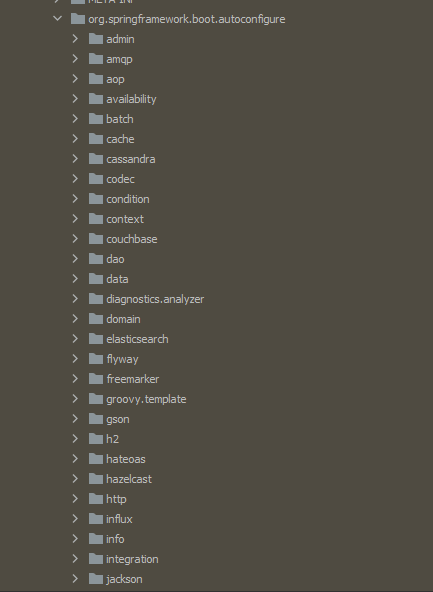 META-INF
org.springframework.boot.autoconfigure
admin
amqp
aop
availability
batch
cache
cassandra
codec
condition
context
couchbase
dao
data
diagnostics.analyzer
domain
elasticsearch
flyway
freemarker
groovy.template
gson
h2
hateoas
hazelcast
http
influx
info
integration
jackson